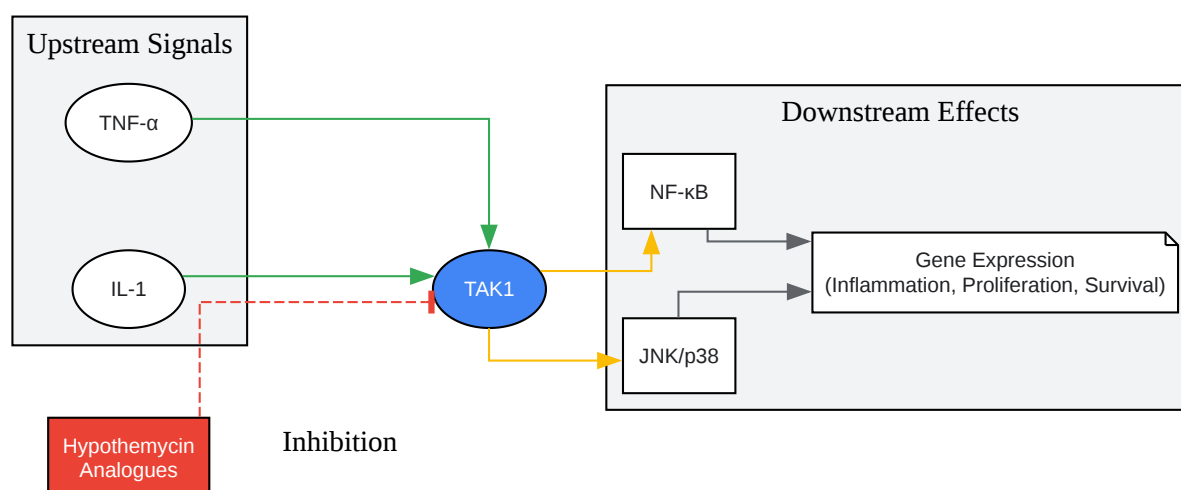 Upstream Signals
TNF-α
IL-1
TAK1
Downstream Effects
NF-κB
JNK/p38
Gene Expression
(Inflammation, Proliferation, Survival)
Hypothemycin
Analogues
Inhibition